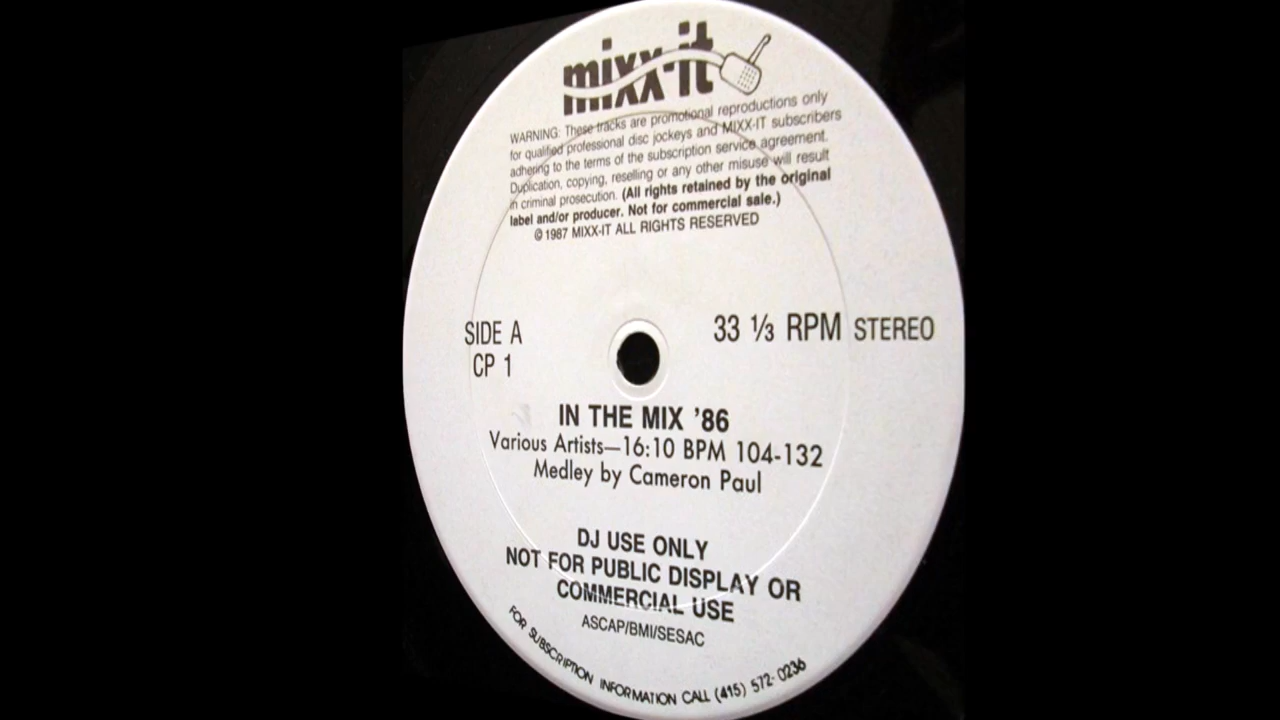 mixx-it
WARNING: These tracks are promotional reproductions only
for qualified professional disc jockeys and MIXX-IT subscribers
adhering to the terms of the subscription service agreement.
Duplication, copying, reselling or any other misuse will result
in criminal prosecution. (All rights retained by the original
label and/or producer. Not for commercial sale.)
© 1987 MIXX-IT ALL RIGHTS RESERVED
SIDE A
CP 1
33 ⅓ RPM STEREO
IN THE MIX '86
Various Artists—16:10 BPM 104-132
Medley by Cameron Paul
DJ USE ONLY
NOT FOR PUBLIC DISPLAY OR
COMMERCIAL USE
ASCAP/BMI/SESAC
FOR SUBSCRIPTION INFORMATION CALL (415) 572-0236